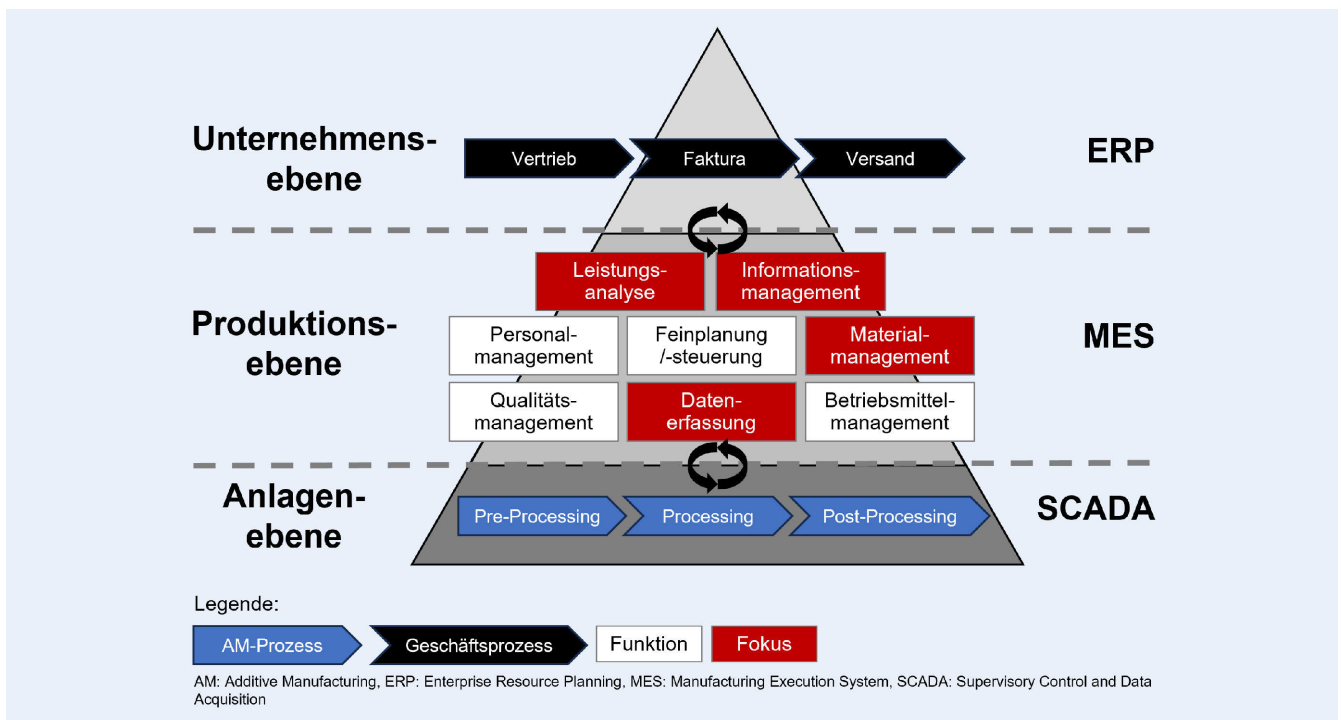 Unternehmens-
ebene
Vertrieb
Faktura
Versand
ERP
Leistungs-
analyse
Informations-
management
Produktions-
ebene
Personal-
management
Feinplanung
/-steuerung
Material-
management
MES
Qualitäts-
management
Daten-
erfassung
Betriebsmittel-
management
Anlagen-
ebene
Pre-Processing
Processing
Post-Processing
SCADA
Legende:
AM-Prozess
Geschäftsprozess
Funktion
Fokus
AM: Additive Manufacturing, ERP: Enterprise Resource Planning, MES: Manufacturing Execution System, SCADA: Supervisory Control and Data
Acquisition